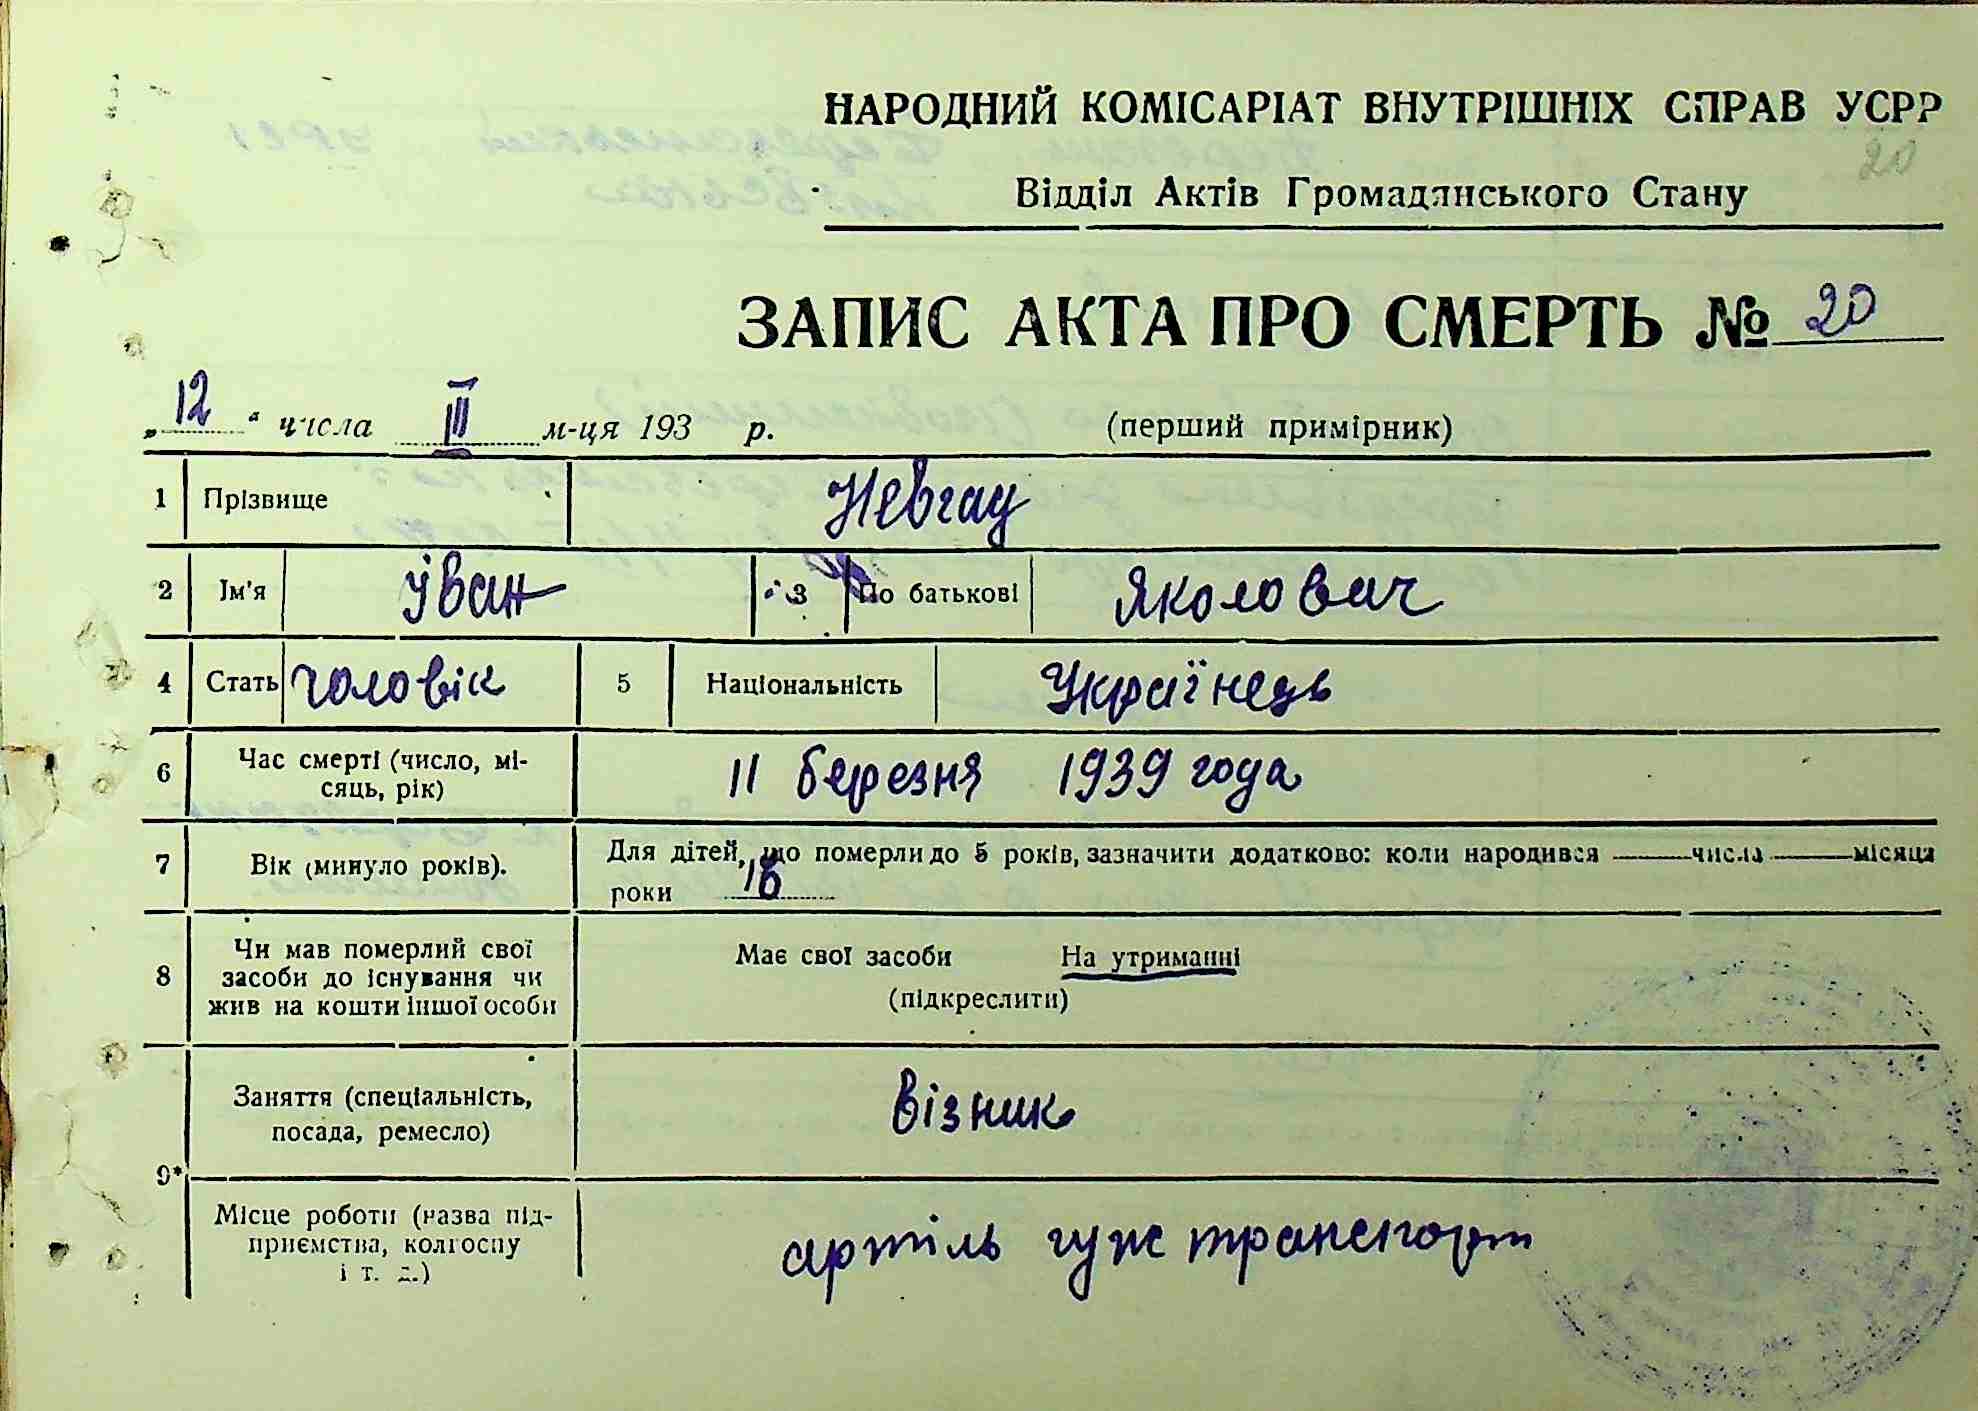 НАРОДНИЙ КОМІСАРІАТ ВНУТРІШНІХ СПРАВ УСРР
20
Відділ Актів Громадянського Стану
ЗАПИС АКТА ПРО СМЕРТЬ № 20
„12“ числа III м-ця 193 р. (перший примірник)
1 Прізвище Невгад
2 Ім'я Іван 3 По батькові Яколович
4 Стать чоловік 5 Національність Українець
6 Час смерті (число, мі-
сяць, рік) 11 березня 1939 года
7 Вік (минуло років). Для дітей, що померли до 5 років, зазначити додатково: коли народився ——— числа ——— місяця
роки 16
8 Чи мав померлий свої
засоби до існування чи
жив на кошти іншої особи
Має свої засоби На утриманні
(підкреслити)
9*
Заняття (спеціальність,
посада, ремесло) візник
Місце роботи (назва під-
приємства, колгоспу
і т. д.) артіль гуж транспорт